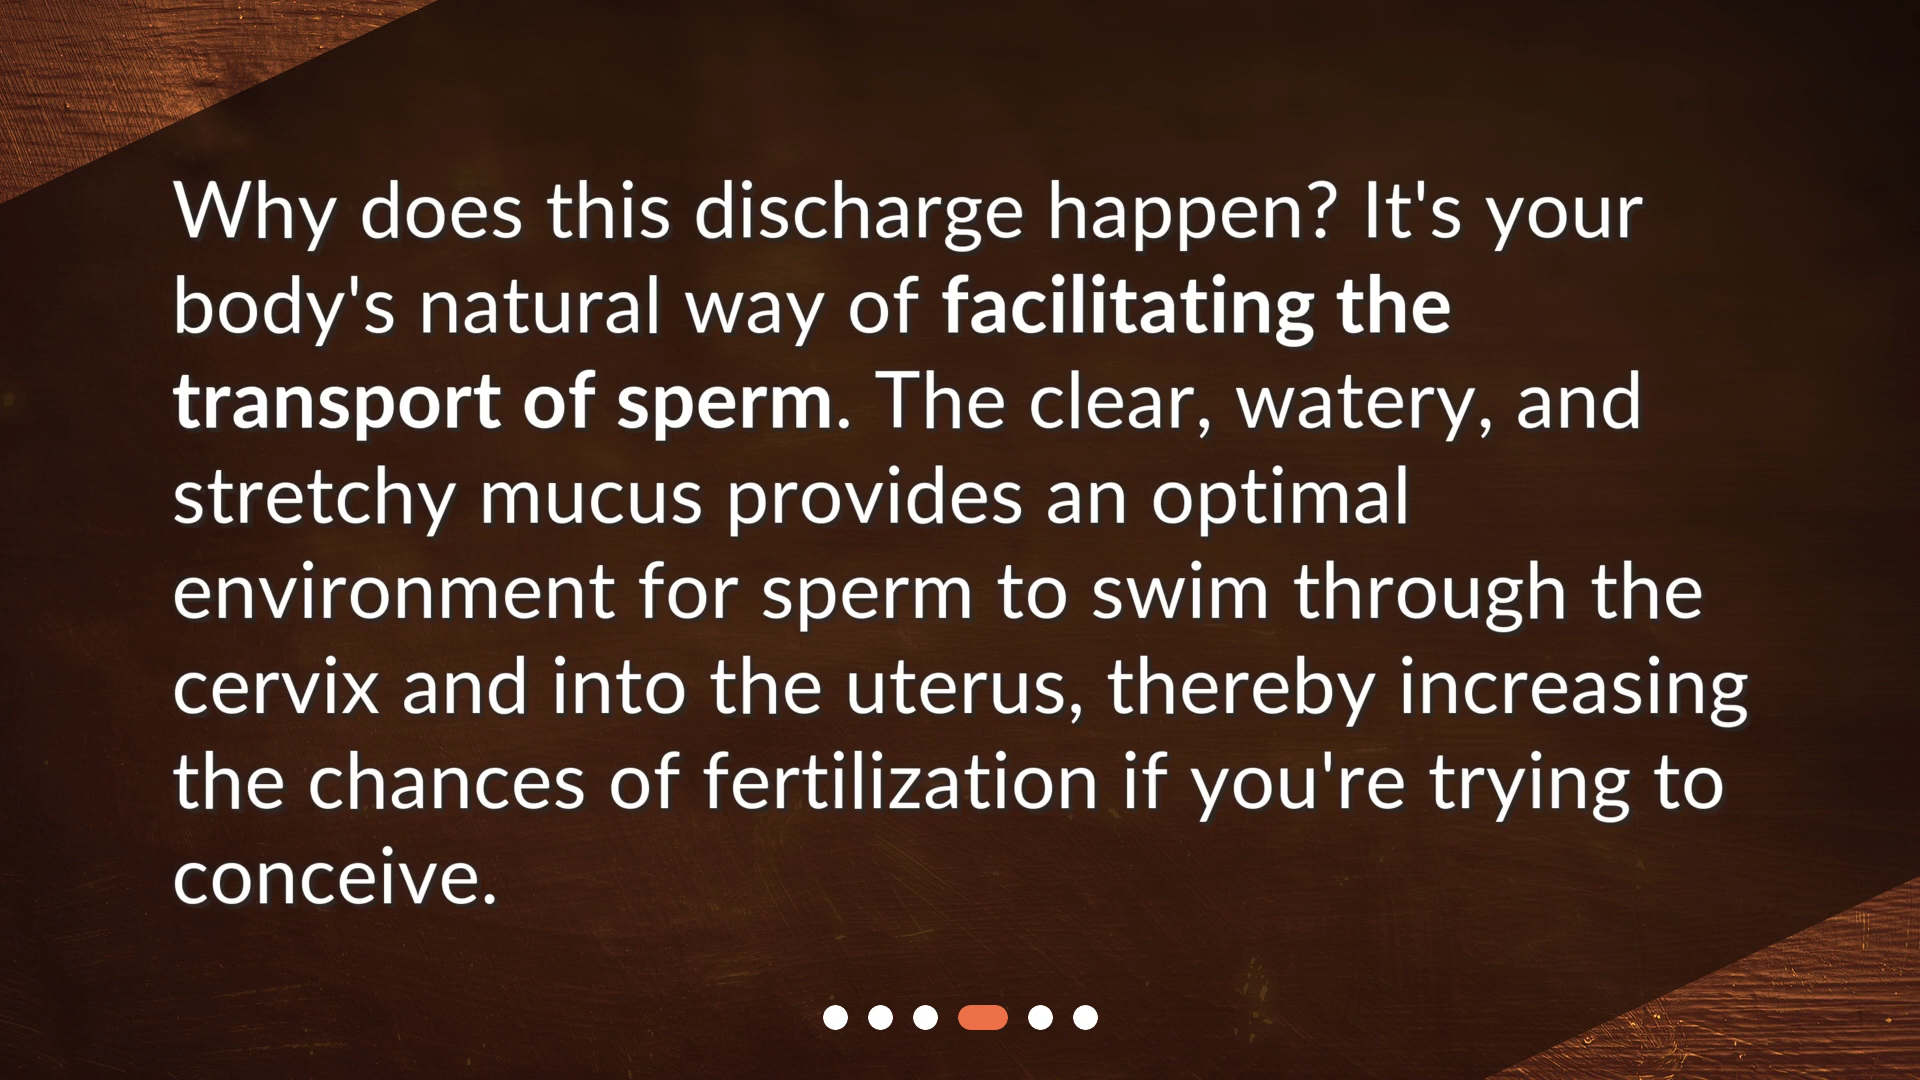 Why does this discharge happen? It's your
body's natural way of facilitating the
transport of sperm. The clear, watery, and
stretchy mucus provides an optimal
environment for sperm to swim through the
cervix and into the uterus, thereby increasing
the chances of fertilization if you're trying to
conceive.